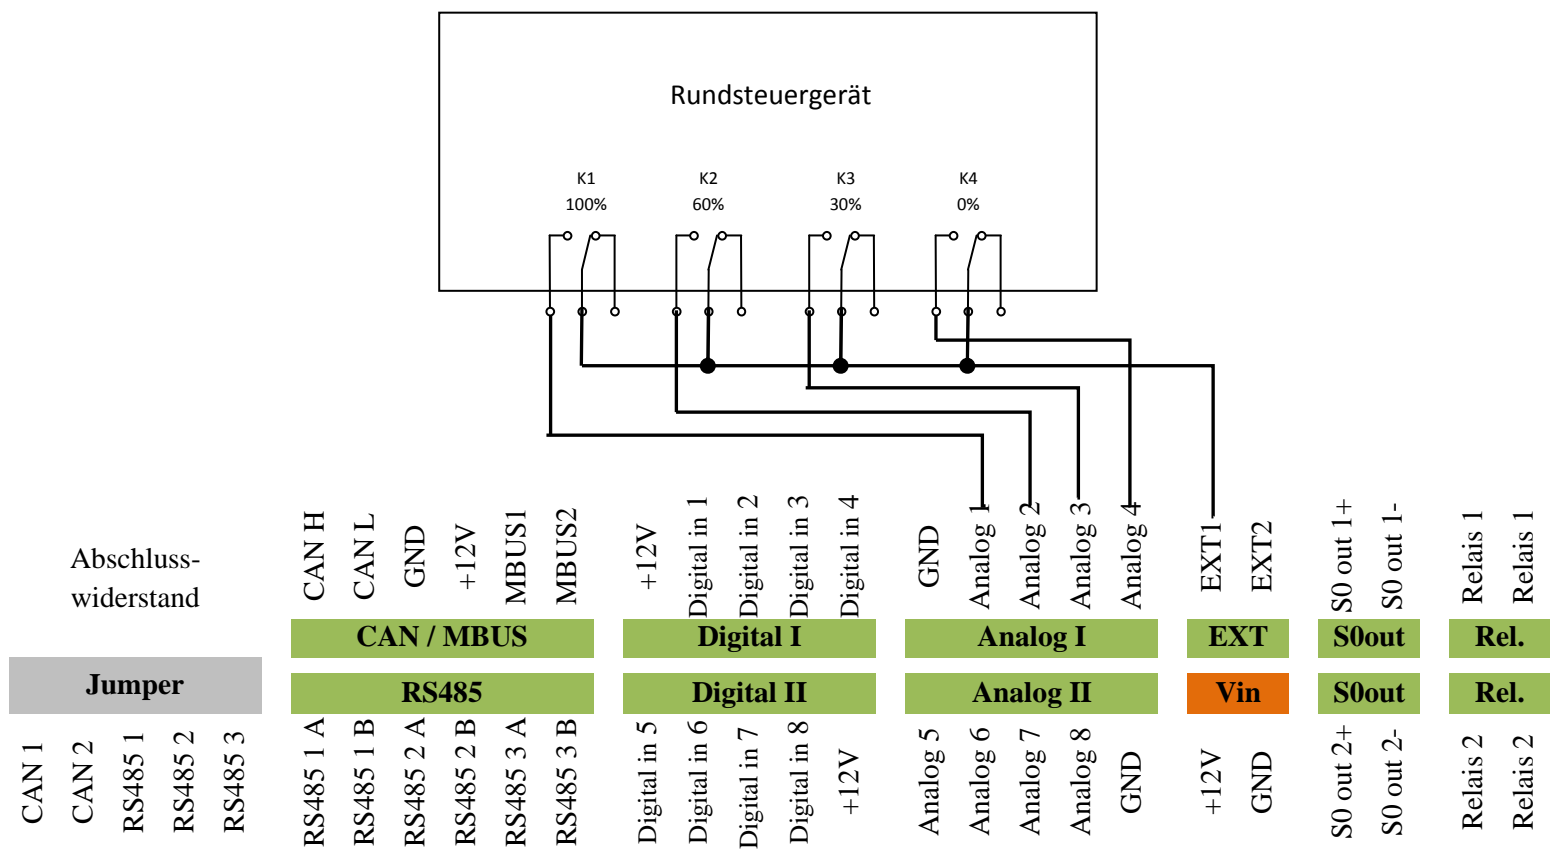 Rundsteuergerät
K1
100%
K2
60%
K3
30%
K4
0%
Abschluss-
widerstand
CAN H
CAN L
GND
+12V
MBUS1
MBUS2
+12V
Digital in 1
Digital in 2
Digital in 3
Digital in 4
GND
Analog 1
Analog 2
Analog 3
Analog 4
EXT1
EXT2
S0 out 1+
S0 out 1-
Relais 1
Relais 1
CAN / MBUS
Digital I
Analog I
EXT
S0out
Rel.
Jumper
RS485
Digital II
Analog II
Vin
S0out
Rel.
CAN 1
CAN 2
RS485 1
RS485 2
RS485 3
RS485 1 A
RS485 1 B
RS485 2 A
RS485 2 B
RS485 3 A
RS485 3 B
Digital in 5
Digital in 6
Digital in 7
Digital in 8
+12V
Analog 5
Analog 6
Analog 7
Analog 8
GND
+12V
GND
S0 out 2+
S0 out 2-
Relais 2
Relais 2